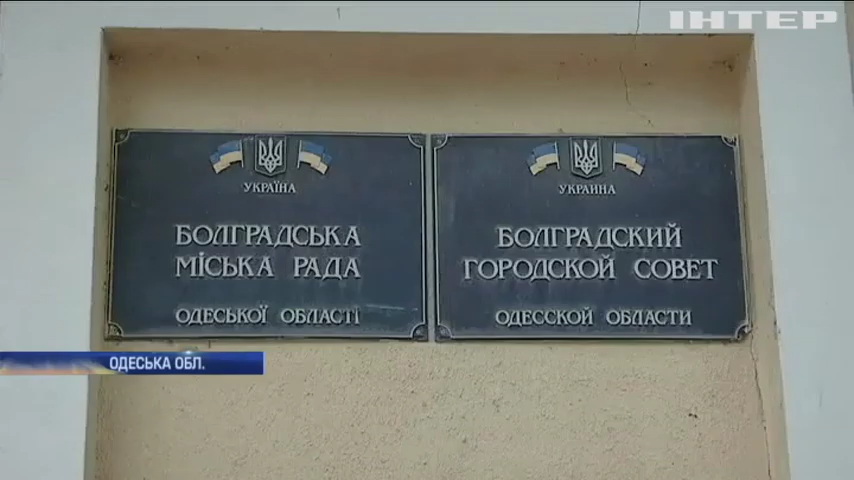 ІНТЕР
УКРАЇНА
БОЛГРАДСЬКА
МІСЬКА РАДА
ОДЕСЬКОЇ ОБЛАСТІ
УКРАИНА
БОЛГРАДСКИЙ
ГОРОДСКОЙ СОВЕТ
ОДЕССКОЙ ОБЛАСТИ
ОДЕСЬКА ОБЛ.